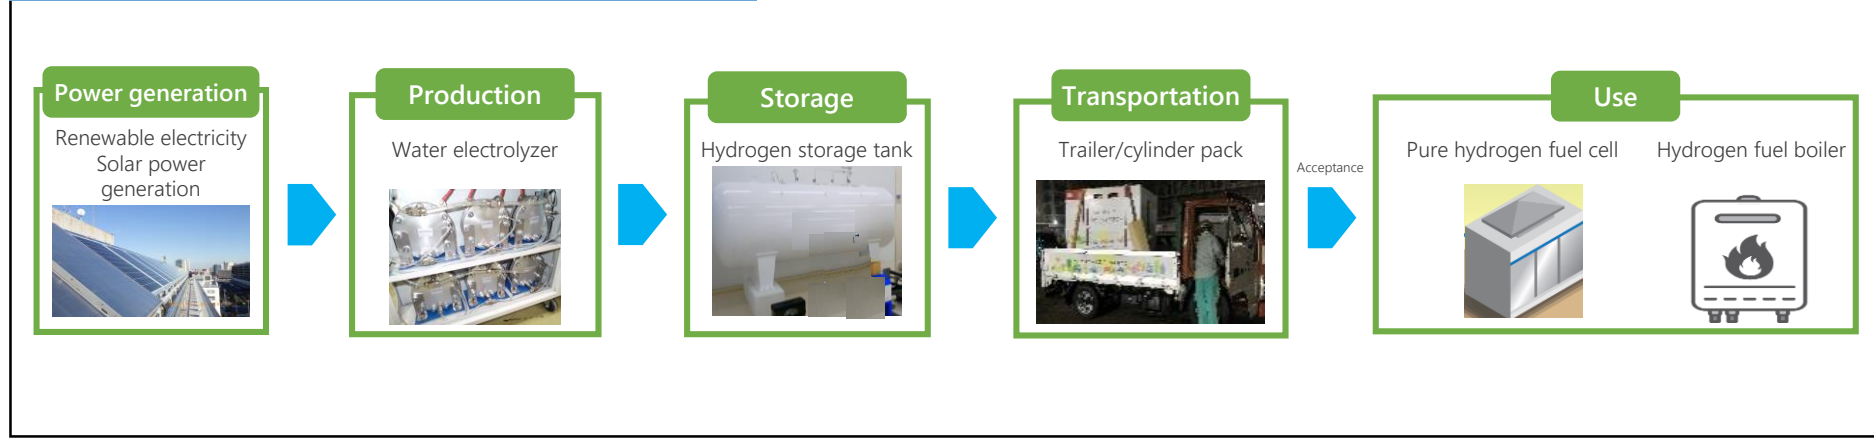 Power generation
Renewable electricity
Solar power
generation
Production
Water electrolyzer
Storage
Hydrogen storage tank
Transportation
Trailer/cylinder pack
Acceptance
Use
Pure hydrogen fuel cell
Hydrogen fuel boiler